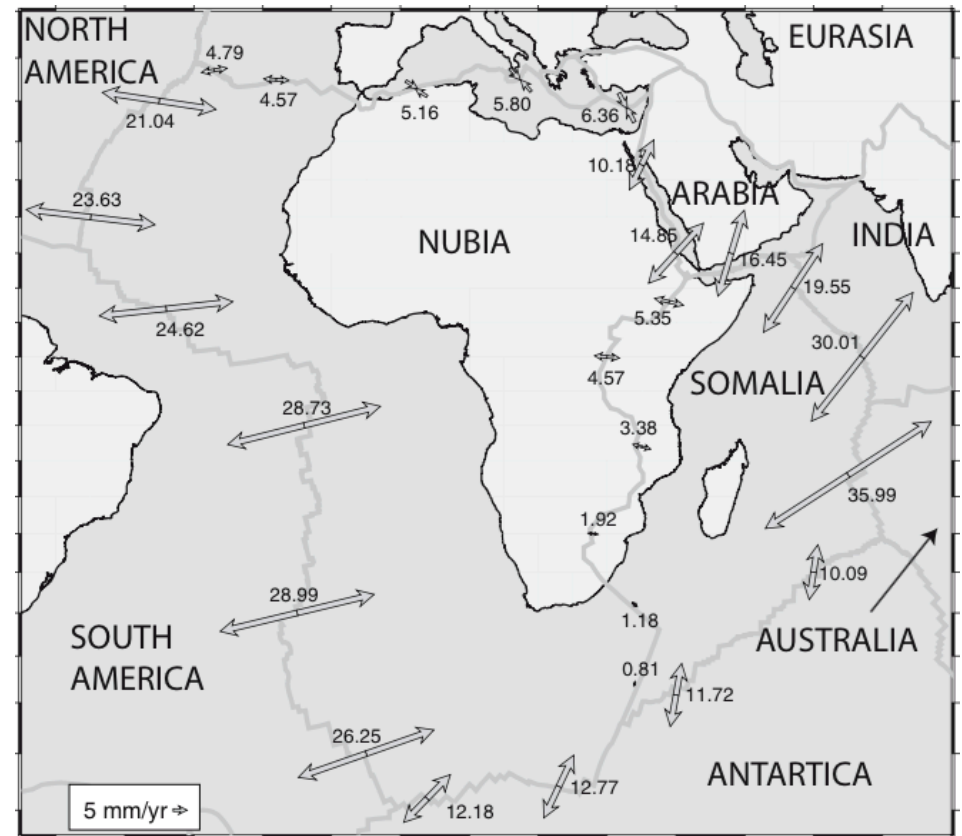 NORTH
AMERICA
EURASIA
4.79
4.57
21.04
5.16
5.80
6.36
10.18
ARABIA
23.63
NUBIA
14.85
16.45
INDIA
19.55
24.62
5.35
30.01
4.57
SOMALIA
28.73
3.38
35.99
1.92
10.09
28.99
1.18
AUSTRALIA
SOUTH
AMERICA
0.81
11.72
26.25
ANTARTICA
12.77
12.18
5 mm/yr